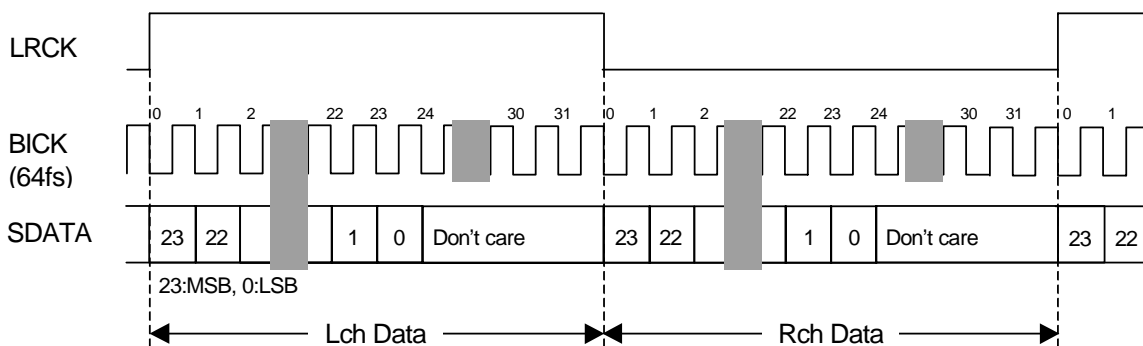 LRCK
0 1 2 22 23 24 30 31 0 1 2 22 23 24 30 31 0 1
BICK
(64fs)
SDATA 23 22 1 0 Don't care 23 22 1 0 Don't care 23 22
23:MSB, 0:LSB
Lch Data Rch Data